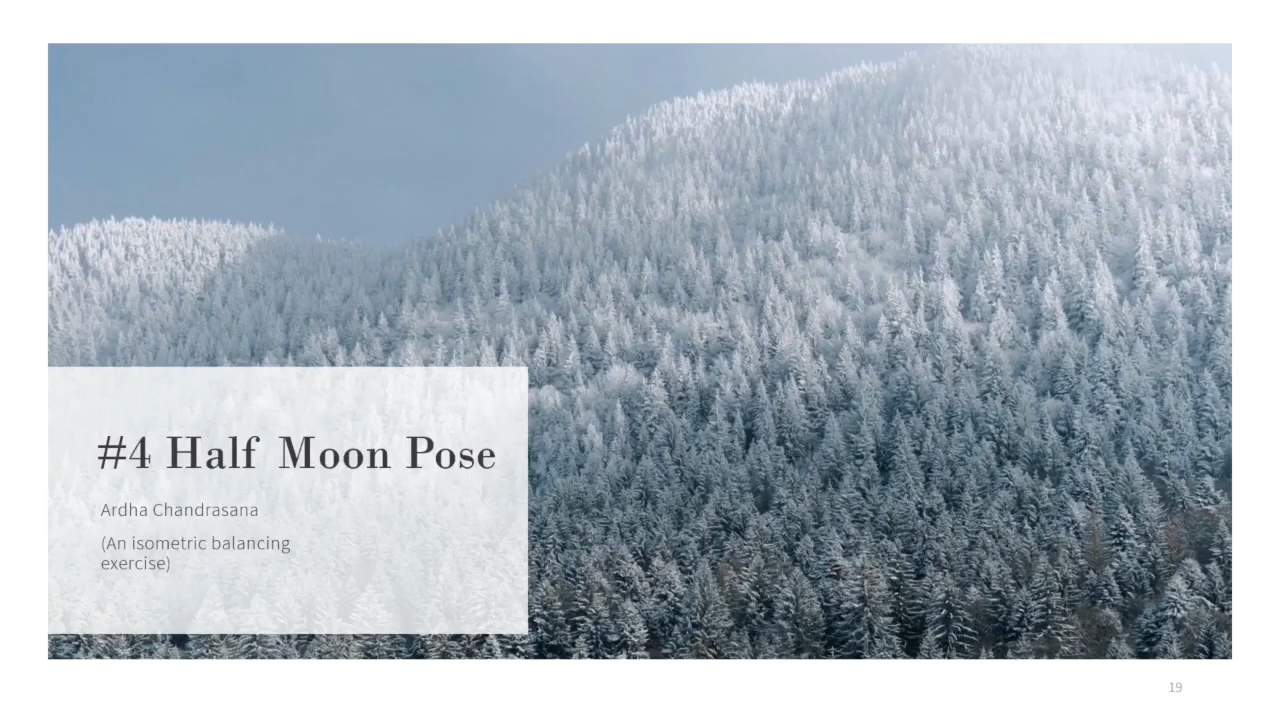 #4 Half Moon Pose
Ardha Chandrasana
(An isometric balancing
exercise)
19